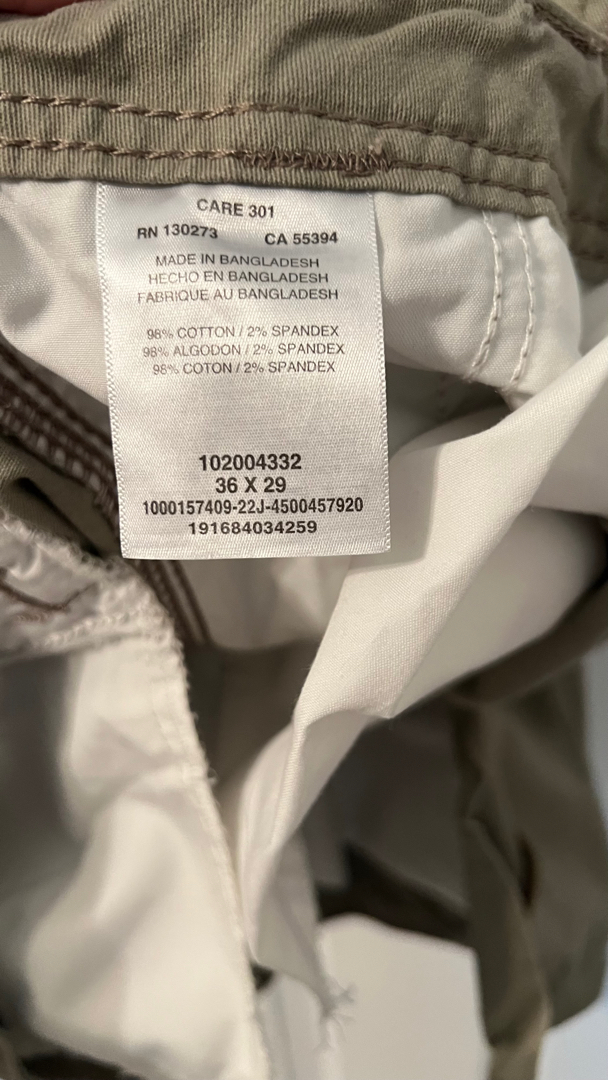 CARE 301
RN 130273 CA 55394
MADE IN BANGLADESH
HECHO EN BANGLADESH
FABRIQUE AU BANGLADESH
98% COTTON / 2% SPANDEX
98% ALGODON / 2% SPANDEX
98% COTON / 2% SPANDEX
102004332
36 X 29
1000157409-22J-4500457920
191684034259